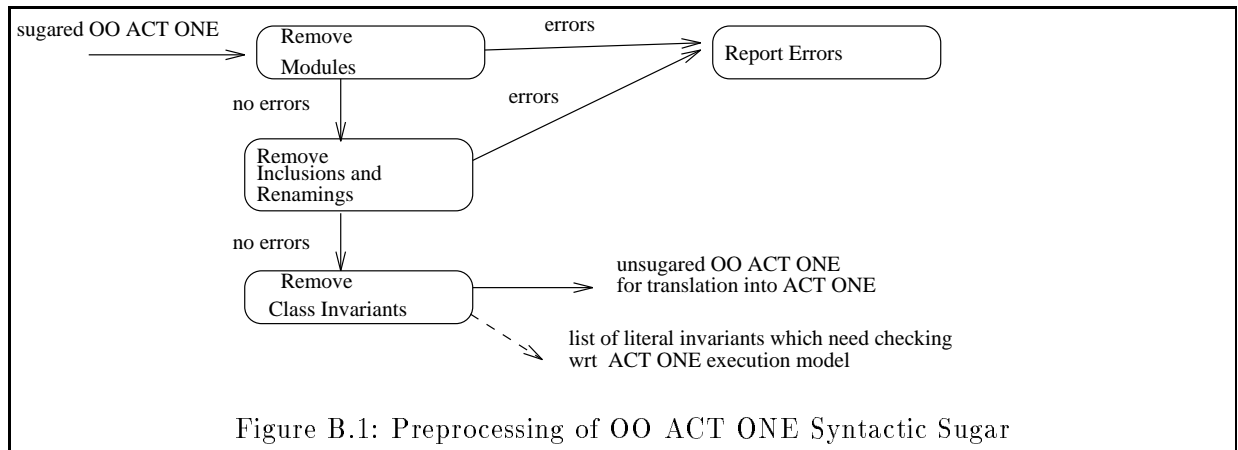 sugared OO ACT ONE
Remove
Modules
errors
Report Errors
no errors
errors
Remove
Inclusions and
Renamings
no errors
Remove
Class Invariants
unsugared OO ACT ONE
for translation into ACT ONE
list of literal invariants which need checking
wrt ACT ONE execution model
Figure B.1: Preprocessing of OO ACT ONE Syntactic Sugar